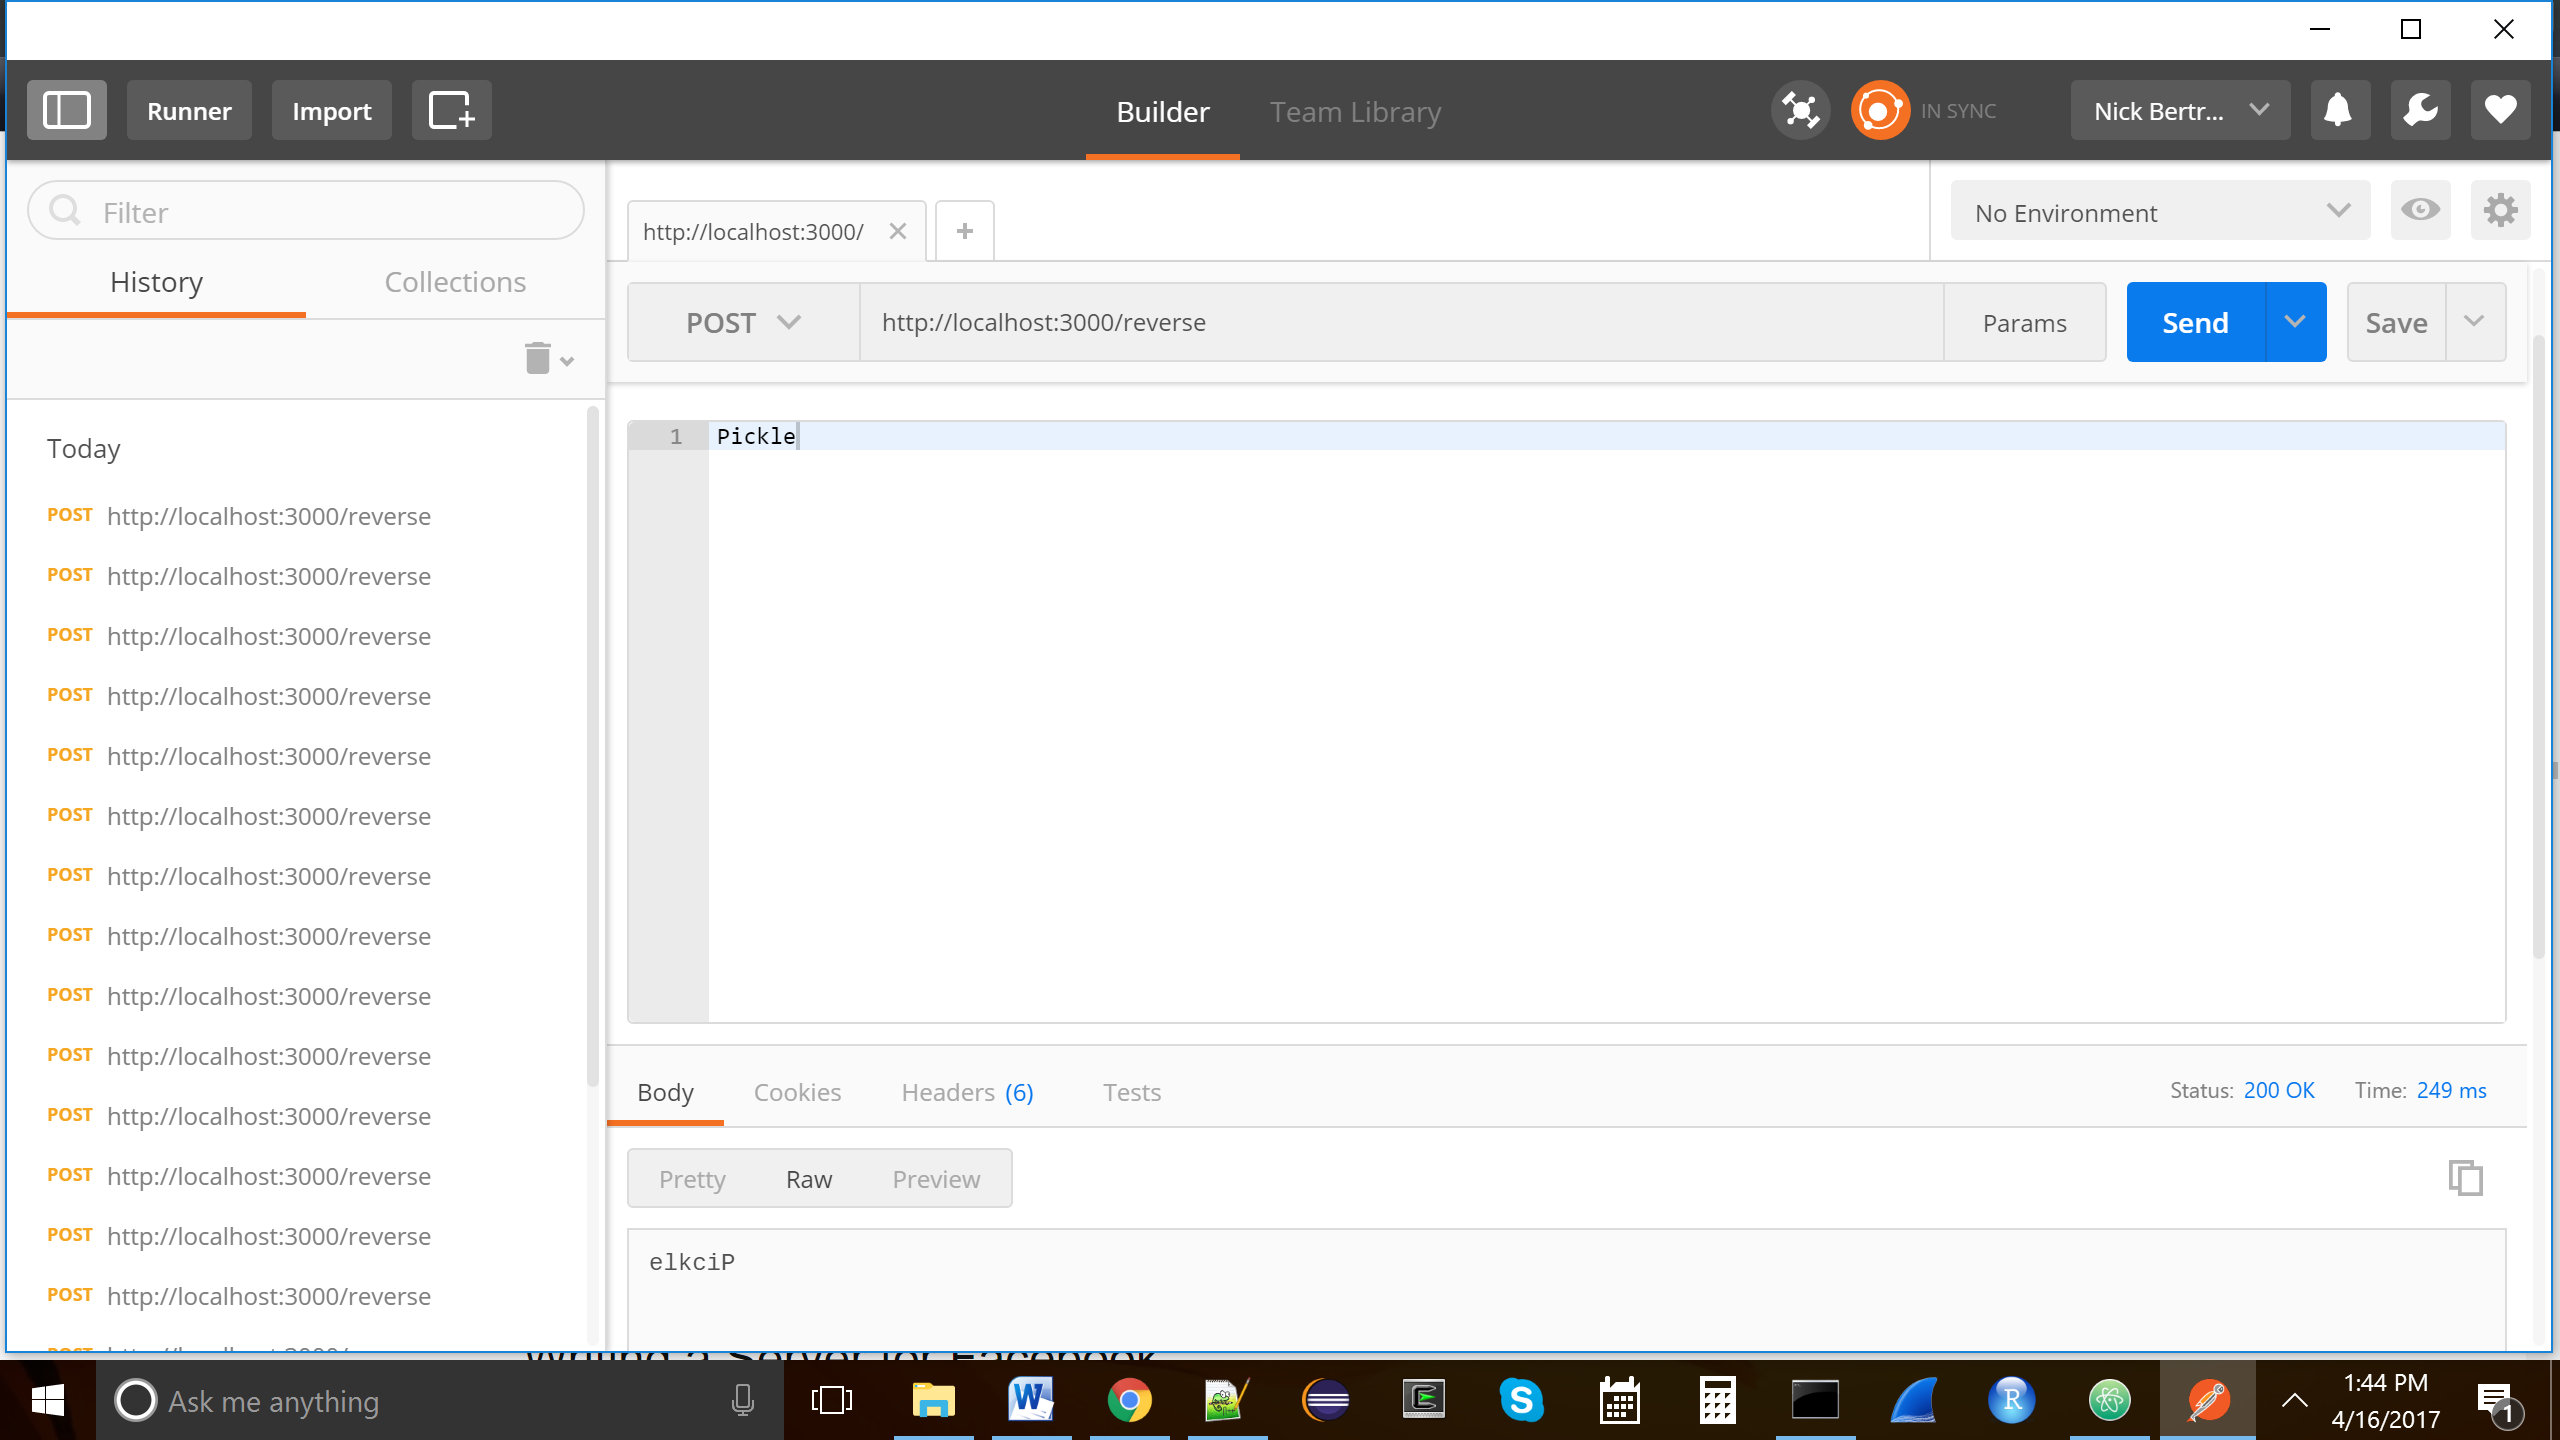 Runner
Import
Builder
Team Library
IN SYNC
Nick Bertr...
Filter
History
Collections
http://localhost:3000/
No Environment
POST
http://localhost:3000/reverse
Params
Send
Save
Today
POST http://localhost:3000/reverse
POST http://localhost:3000/reverse
POST http://localhost:3000/reverse
POST http://localhost:3000/reverse
POST http://localhost:3000/reverse
POST http://localhost:3000/reverse
POST http://localhost:3000/reverse
POST http://localhost:3000/reverse
POST http://localhost:3000/reverse
POST http://localhost:3000/reverse
POST http://localhost:3000/reverse
POST http://localhost:3000/reverse
POST http://localhost:3000/reverse
POST http://localhost:3000/reverse
1 Pickle
Body
Cookies
Headers (6)
Tests
Status: 200 OK
Time: 249 ms
Pretty
Raw
Preview
elkciP
Writing a Server for Facebook
Ask me anything
1:44 PM
4/16/2017
1